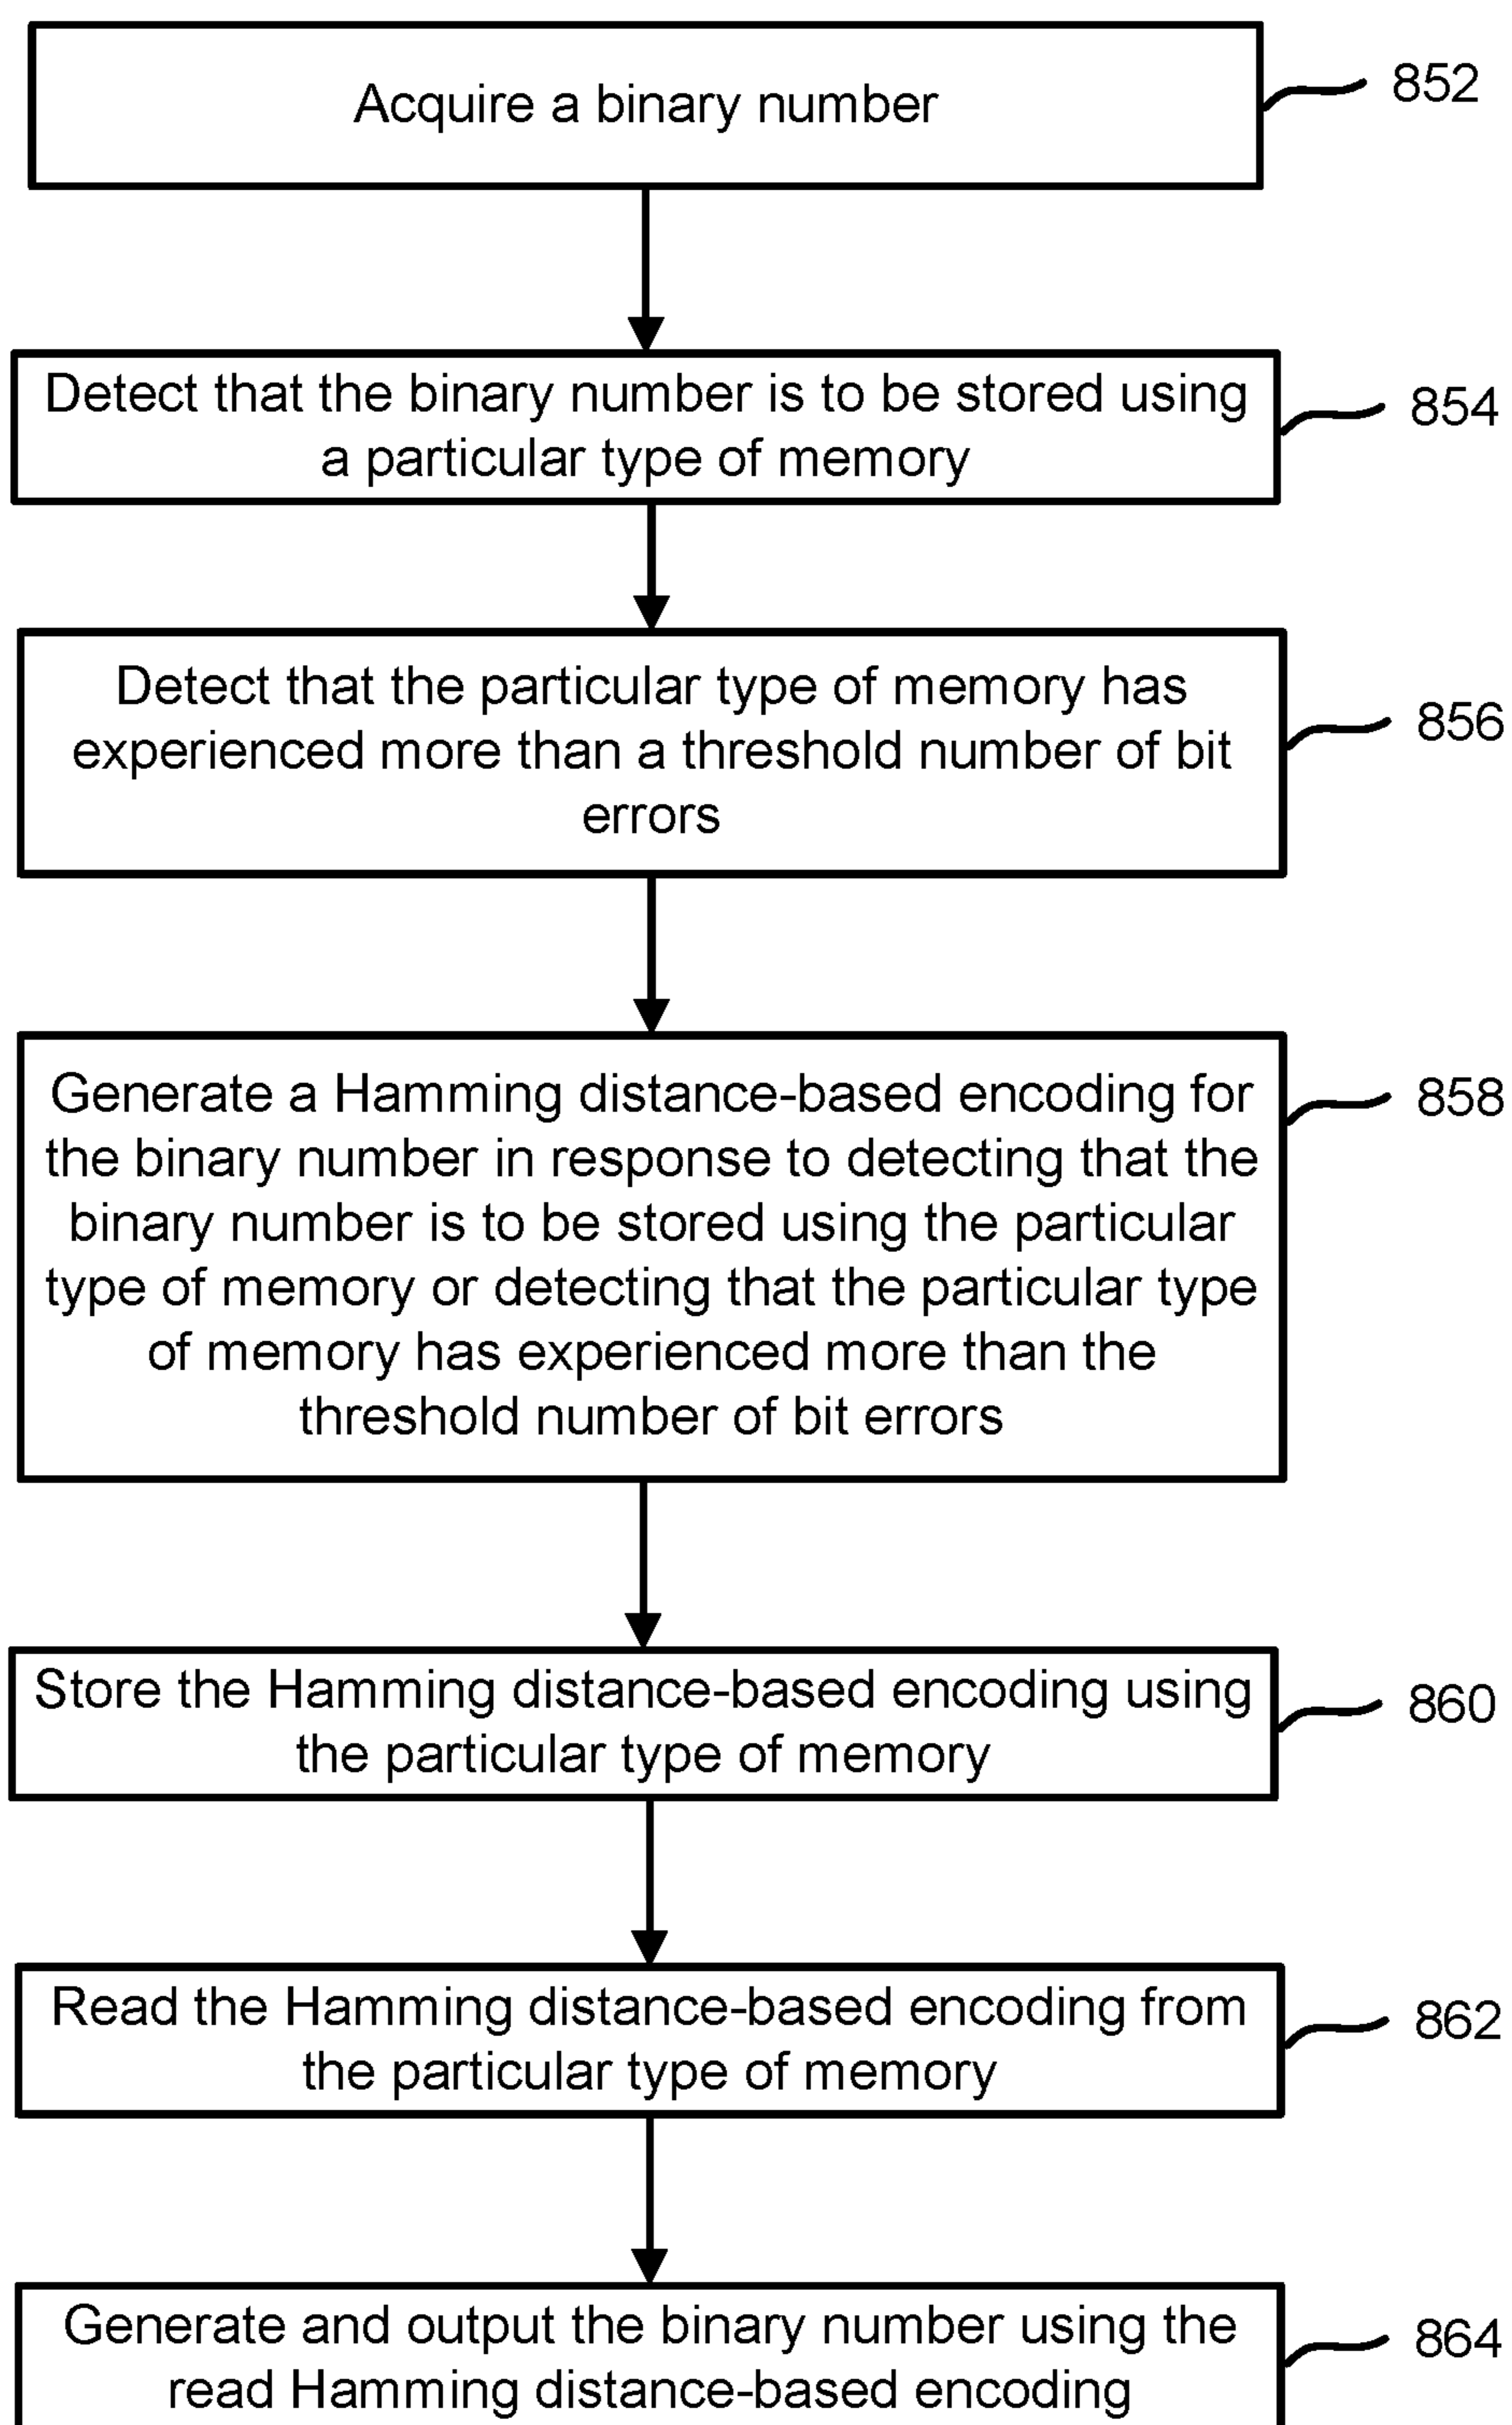 Acquire a binary number
852
Detect that the binary number is to be stored using
a particular type of memory
854
Detect that the particular type of memory has
experienced more than a threshold number of bit
errors
856
Generate a Hamming distance-based encoding for
the binary number in response to detecting that the
binary number is to be stored using the particular
type of memory or detecting that the particular type
of memory has experienced more than the
threshold number of bit errors
858
Store the Hamming distance-based encoding using
the particular type of memory
860
Read the Hamming distance-based encoding from
the particular type of memory
862
Generate and output the binary number using the
read Hamming distance-based encoding
864